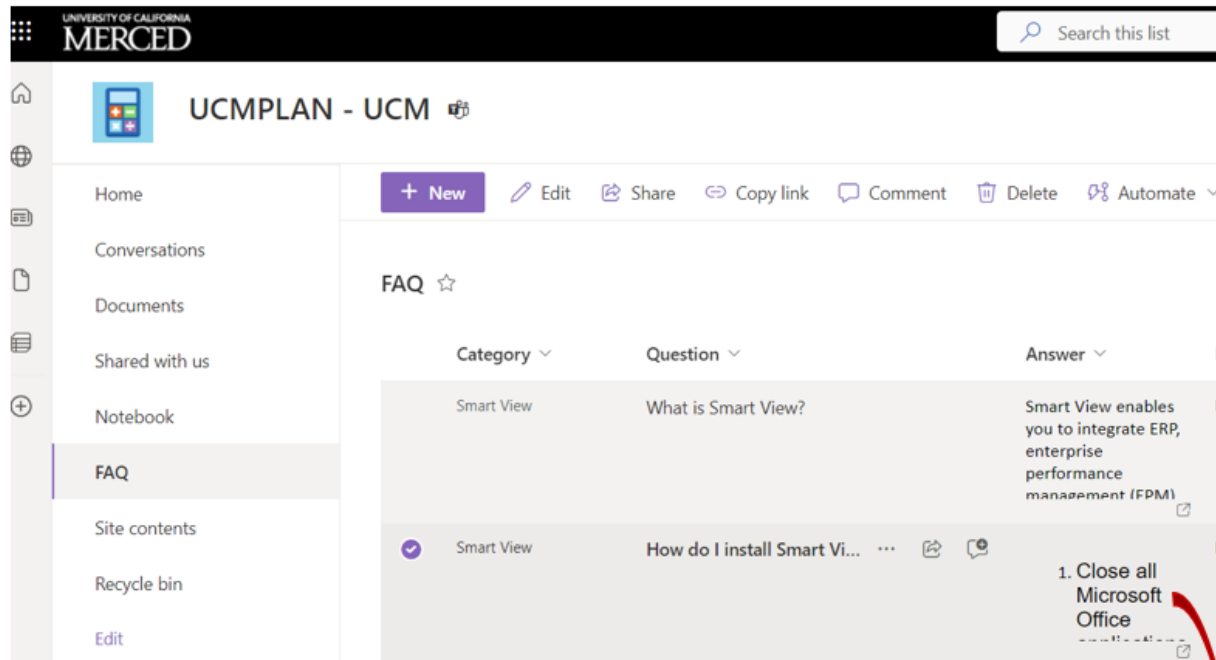 UNIVERSITY OF CALIFORNIA
MERCED
Search this list
UCMPLAN - UCM
Home
Conversations
Documents
Shared with us
Notebook
FAQ
Site contents
Recycle bin
Edit
+ New
Edit
Share
Copy link
Comment
Delete
Automate
FAQ
Category
Question
Answer
Smart View
What is Smart View?
Smart View enables
you to integrate ERP,
enterprise
performance
management (EPM)
Smart View
How do I install Smart Vi... ...
1. Close all
Microsoft
Office